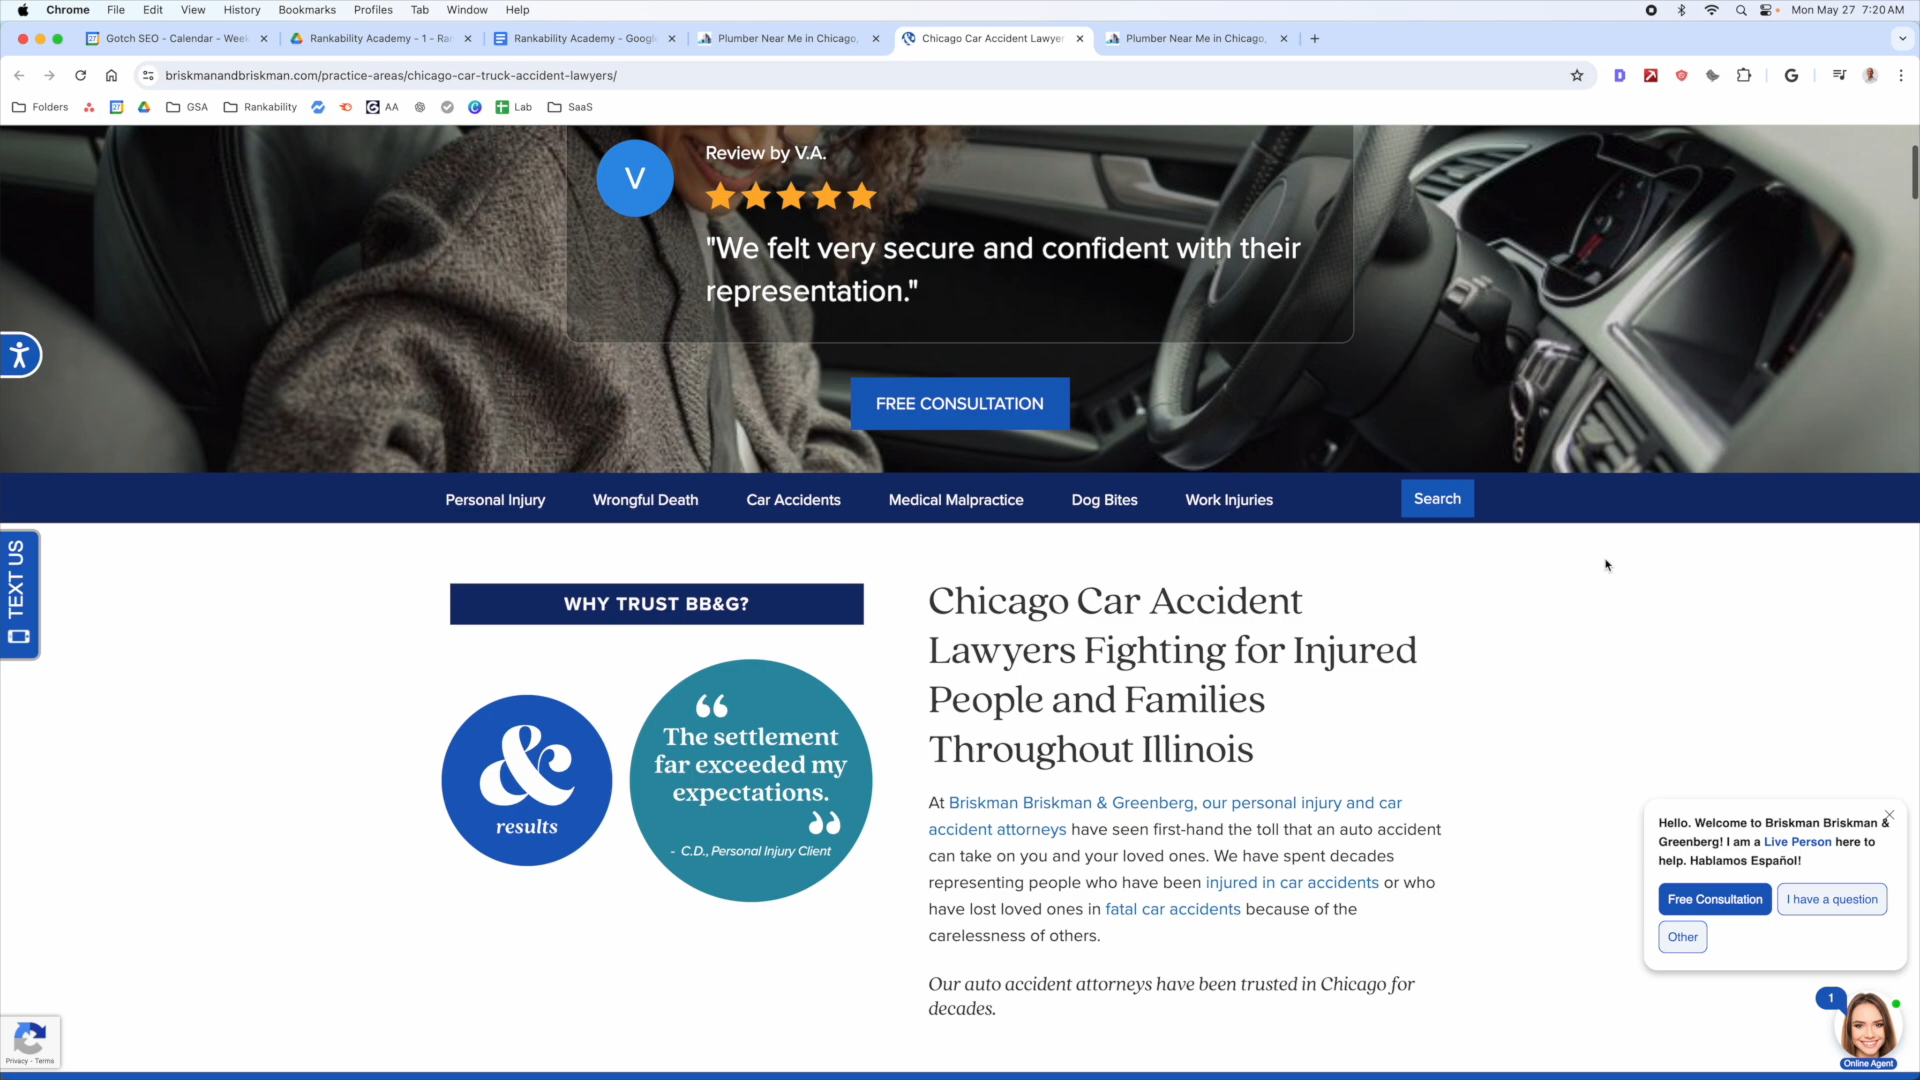 Chrome File Edit View History Bookmarks Profiles Tab Window Help Mon May 27 7:20 AM
Gotch SEO - Calendar - Week Rankability Academy - 1 - Ran Rankability Academy - Google Plumber Near Me in Chicago, Chicago Car Accident Lawyer Plumber Near Me in Chicago,
briskmanandbriskman.com/practice-areas/chicago-car-truck-accident-lawyers/
Folders GSA Rankability AA Lab SaaS
V
Review by V.A.
"We felt very secure and confident with their
representation."
FREE CONSULTATION
Personal Injury Wrongful Death Car Accidents Medical Malpractice Dog Bites Work Injuries Search
TEXT US
WHY TRUST BB&G?
&
results
“
The settlement
far exceeded my
expectations.
”
- C.D., Personal Injury Client
Chicago Car Accident
Lawyers Fighting for Injured
People and Families
Throughout Illinois
At Briskman Briskman & Greenberg, our personal injury and car
accident attorneys have seen first-hand the toll that an auto accident
can take on you and your loved ones. We have spent decades
representing people who have been injured in car accidents or who
have lost loved ones in fatal car accidents because of the
carelessness of others.
Our auto accident attorneys have been trusted in Chicago for
decades.
Hello. Welcome to Briskman Briskman &
Greenberg! I am a Live Person here to
help. Hablamos Español!
Free Consultation I have a question
Other
1
Online Agent
Privacy - Terms